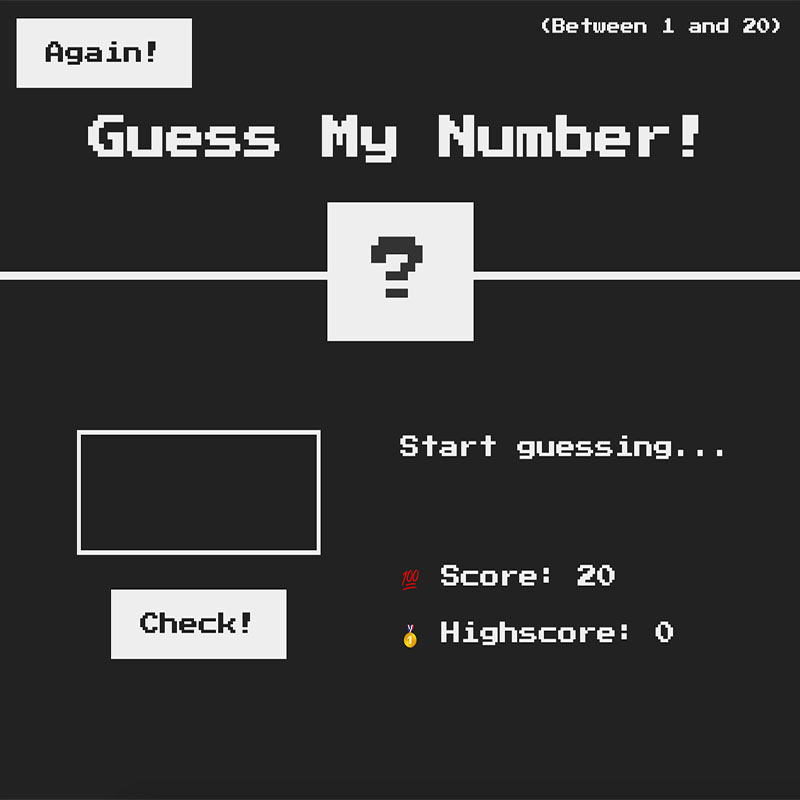 Again!
(Between 1 and 20)
Guess My Number!
?
Start guessing...
💯 Score: 20
🥇 Highscore: 0
Check!